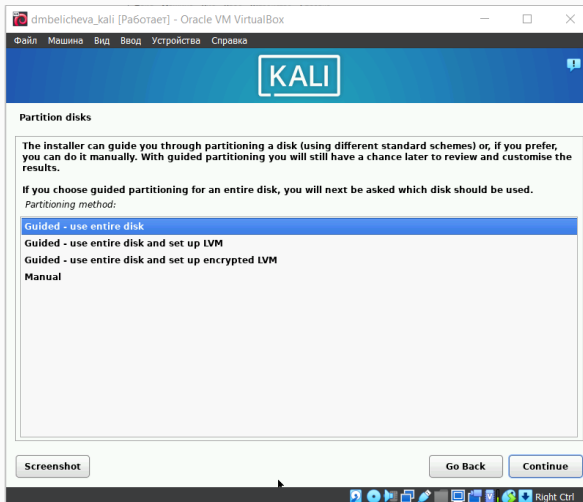 dmbelicheva_kali [Работает] - Oracle VM VirtualBox
Файл Машина Вид Ввод Устройства Справка
KALI
Partition disks
The installer can guide you through partitioning a disk (using different standard schemes) or, if you prefer,
you can do it manually. With guided partitioning you will still have a chance later to review and customise the
results.
If you choose guided partitioning for an entire disk, you will next be asked which disk should be used.
Partitioning method:
Guided - use entire disk
Guided - use entire disk and set up LVM
Guided - use entire disk and set up encrypted LVM
Manual
Screenshot Go Back Continue
Right Ctrl